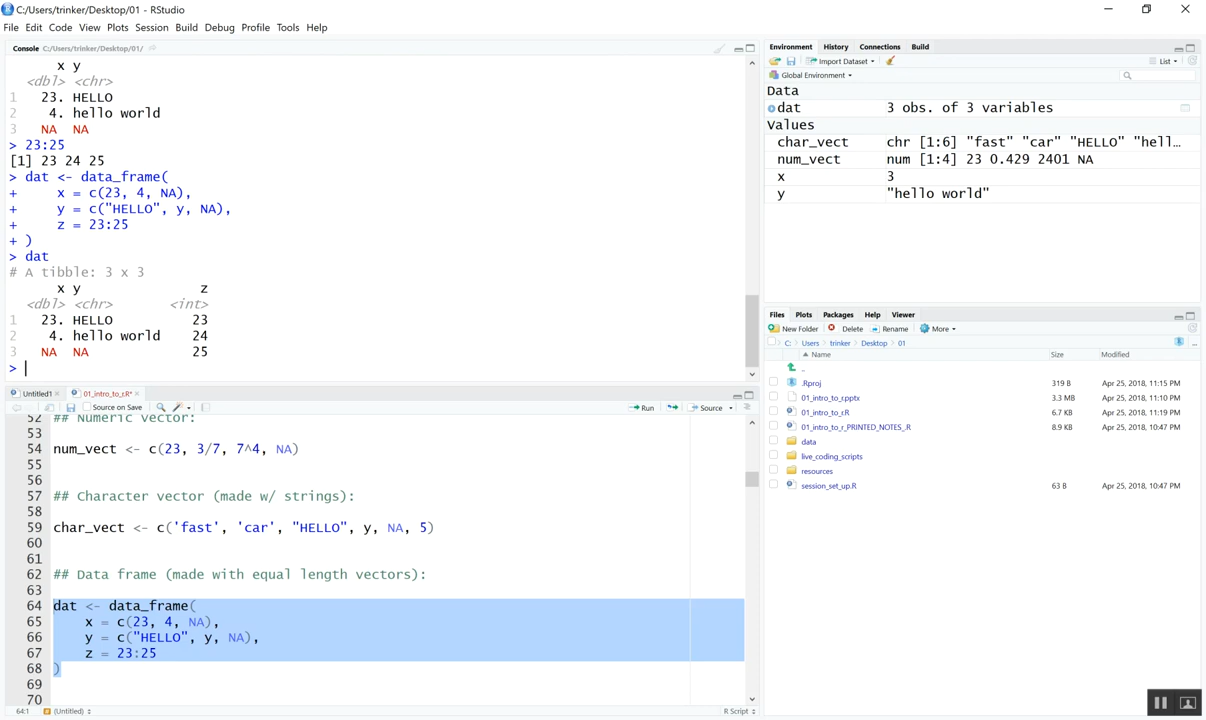 C:/Users/trinker/Desktop/01 - RStudio
File Edit Code View Plots Session Build Debug Profile Tools Help
Console C:/Users/trinker/Desktop/01/
x y
<dbl> <chr>
1 23. HELLO
2 4. hello world
3 NA NA
> 23:25
[1] 23 24 25
> dat <- data_frame(
+ x = c(23, 4, NA),
+ y = c("HELLO", y, NA),
+ z = 23:25
+ )
> dat
# A tibble: 3 x 3
x y z
<dbl> <chr> <int>
1 23. HELLO 23
2 4. hello world 24
3 NA NA 25
>
Untitled1 01_intro_to_r.R*
Source on Save Run Source
52 ## Numeric vector:
53
54 num_vect <- c(23, 3/7, 7^4, NA)
55
56
57 ## Character vector (made w/ strings):
58
59 char_vect <- c('fast', 'car', "HELLO", y, NA, 5)
60
61
62 ## Data frame (made with equal length vectors):
63
64 dat <- data_frame(
65 x = c(23, 4, NA),
66 y = c("HELLO", y, NA),
67 z = 23:25
68 )
69
70
64:1 (Untitled) R Script
Environment History Connections Build
Import Dataset List
Global Environment
Data
dat 3 obs. of 3 variables
Values
char_vect chr [1:6] "fast" "car" "HELLO" "hell…
num_vect num [1:4] 23 0.429 2401 NA
x 3
y "hello world"
Files Plots Packages Help Viewer
New Folder Delete Rename More
C: Users trinker Desktop 01 ...
Name Size Modified
..
.Rproj 319 B Apr 25, 2018, 11:15 PM
01_intro_to_r.pptx 3.3 MB Apr 25, 2018, 11:10 PM
01_intro_to_r.R 6.7 KB Apr 25, 2018, 11:19 PM
01_intro_to_r_PRINTED_NOTES_.R 8.9 KB Apr 25, 2018, 10:47 PM
data
live_coding_scripts
resources
session_set_up.R 63 B Apr 25, 2018, 10:47 PM